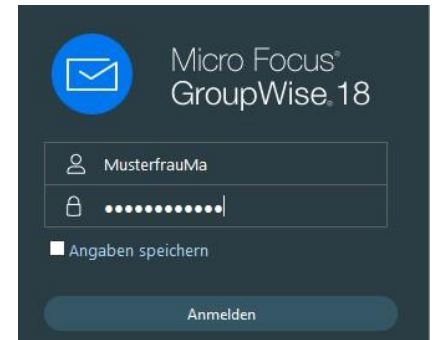 Micro Focus®
GroupWise® 18
MusterfrauMa
••••••••••••
Angaben speichern
Anmelden